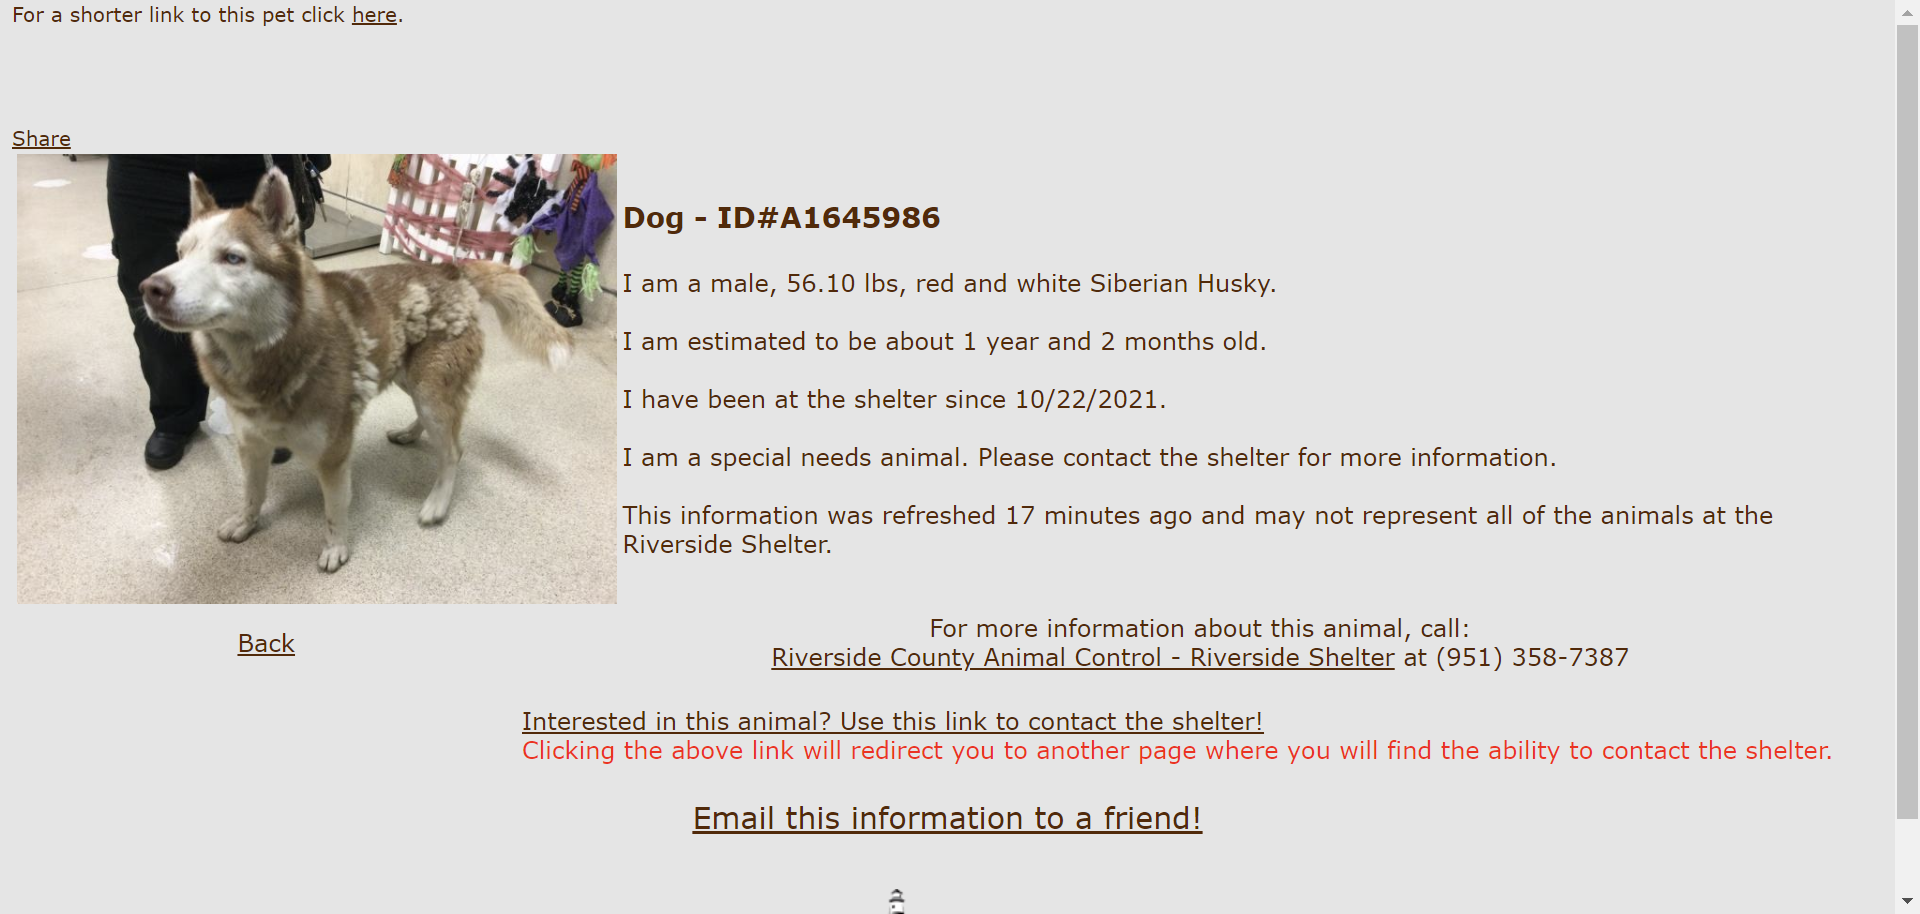 For a shorter link to this pet click here.
Share
Dog - ID#A1645986
I am a male, 56.10 lbs, red and white Siberian Husky.
I am estimated to be about 1 year and 2 months old.
I have been at the shelter since 10/22/2021.
I am a special needs animal. Please contact the shelter for more information.
This information was refreshed 17 minutes ago and may not represent all of the animals at the
Riverside Shelter.
Back
For more information about this animal, call:
Riverside County Animal Control - Riverside Shelter at (951) 358-7387
Interested in this animal? Use this link to contact the shelter!
Clicking the above link will redirect you to another page where you will find the ability to contact the shelter.
Email this information to a friend!